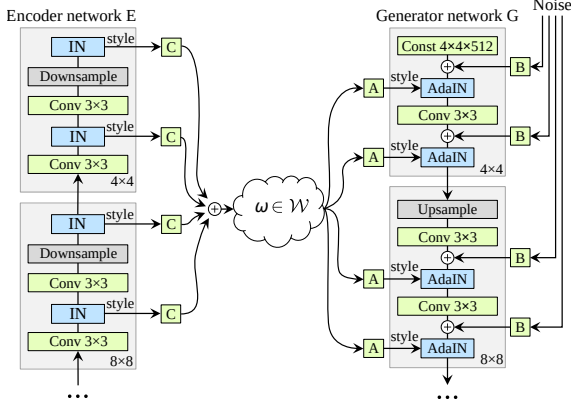 Encoder network E
IN
style
C
Downsample
Conv 3×3
IN
style
C
Conv 3×3
4×4
IN
style
C
Downsample
Conv 3×3
IN
style
C
Conv 3×3
8×8
...
ω ∈ 𝒲
Generator network G
Noise
Const 4×4×512
B
A
style
AdaIN
Conv 3×3
B
A
style
AdaIN
4×4
Upsample
Conv 3×3
B
A
style
AdaIN
Conv 3×3
B
A
style
AdaIN
8×8
...